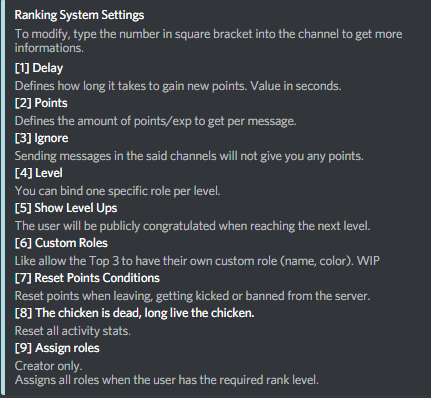 Ranking System Settings
To modify, type the number in square bracket into the channel to get more
informations.
[1] Delay
Defines how long it takes to gain new points. Value in seconds.
[2] Points
Defines the amount of points/exp to get per message.
[3] Ignore
Sending messages in the said channels will not give you any points.
[4] Level
You can bind one specific role per level.
[5] Show Level Ups
The user will be publicly congratulated when reaching the next level.
[6] Custom Roles
Like allow the Top 3 to have their own custom role (name, color). WIP
[7] Reset Points Conditions
Reset points when leaving, getting kicked or banned from the server.
[8] The chicken is dead, long live the chicken.
Reset all activity stats.
[9] Assign roles
Creator only.
Assigns all roles when the user has the required rank level.